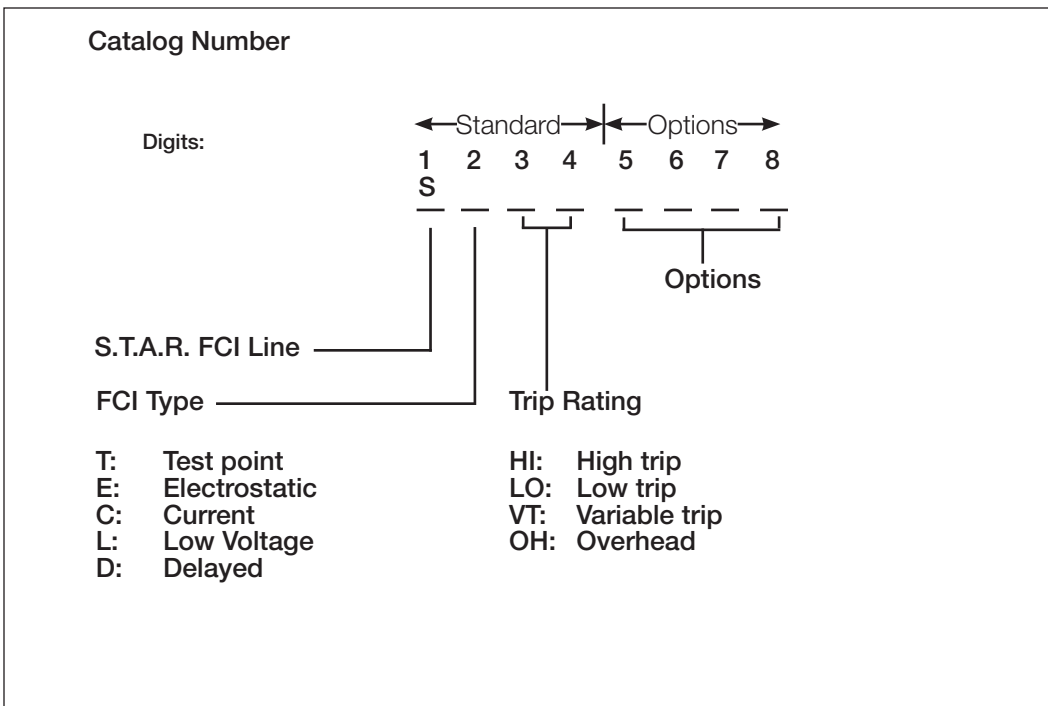 Catalog Number
Standard Options
Digits:
1 2 3 4 5 6 7 8
S
Options
S.T.A.R. FCI Line
FCI Type Trip Rating
T: Test point HI: High trip
E: Electrostatic LO: Low trip
C: Current VT: Variable trip
L: Low Voltage OH: Overhead
D: Delayed